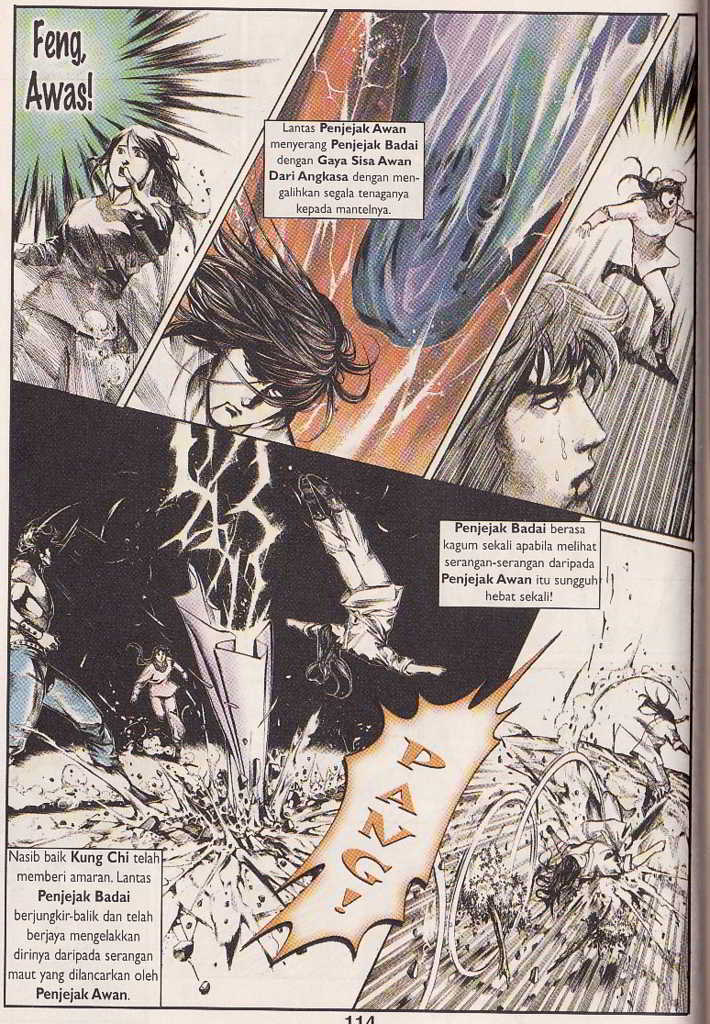 Feng,
Awas!
Lantas Penjejak Awan
menyerang Penjejak Badai
dengan Gaya Sisa Awan
Dari Angkasa dengan men-
galihkan segala tenaganya
kepada mantelnya.
Penjejak Badai berasa
kagum sekali apabila melihat
serangan-serangan daripada
Penjejak Awan itu sungguh
hebat sekali!
PANG!
Nasib baik Kung Chi telah
memberi amaran. Lantas
Penjejak Badai
berjungkir-balik dan telah
berjaya mengelakkan
dirinya daripada serangan
maut yang dilancarkan oleh
Penjejak Awan.
114